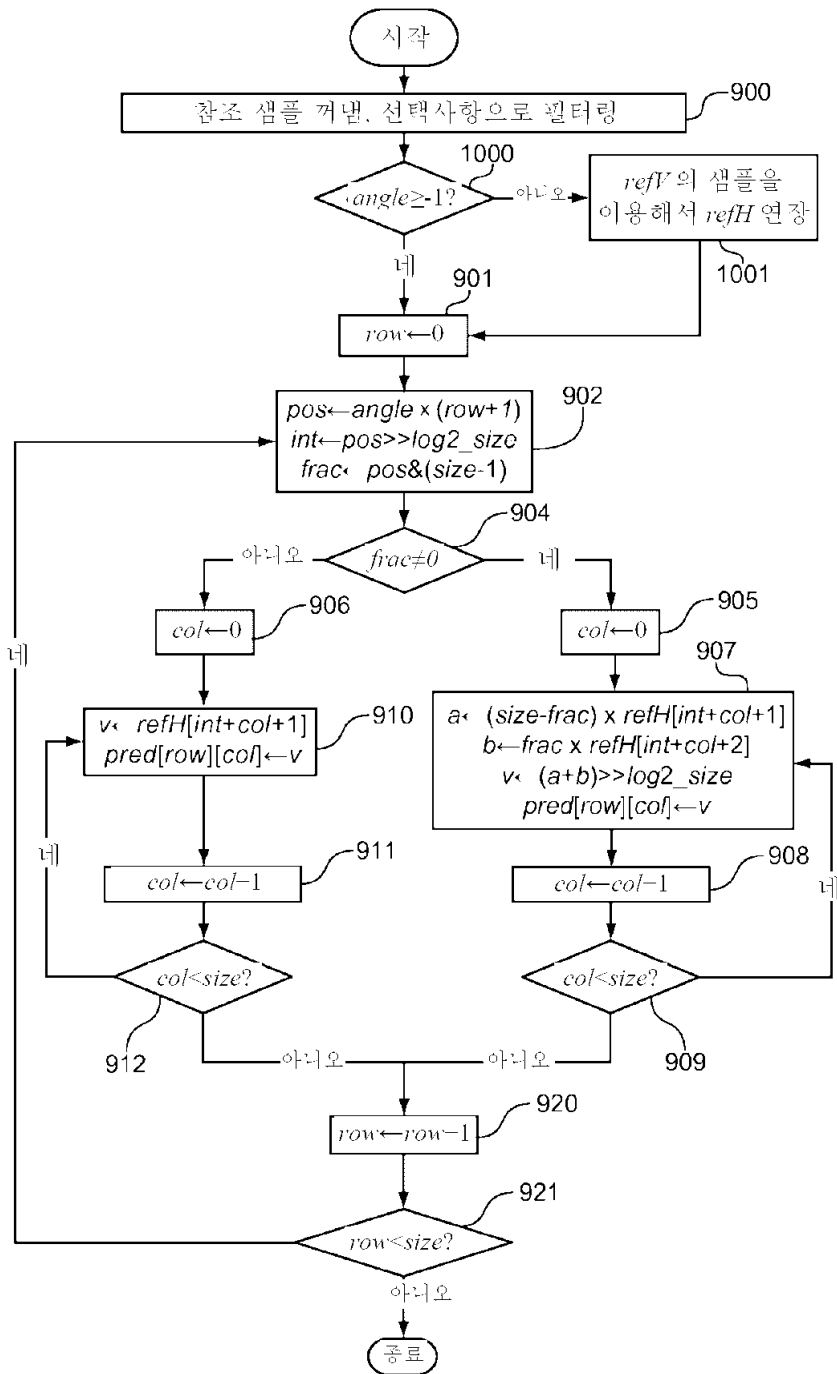 시작
참조 샘플 꺼냄, 선택사항으로 필터링
900
1000
angle≥-1?
아니오
refV의 샘플을
이용해서 refH 연장
1001
네
901
row←0
902
pos←angle x (row+1)
int←pos>>log2_size
frac← pos&(size-1)
904
frac≠0
아니오
네
906
col←0
905
col←0
네
907
v← refH[int+col+1]
pred[row][col]←v
910
a← (size-frac) x refH[int+col+1]
b←frac x refH[int+col+2]
v← (a+b)>>log2_size
pred[row][col]←v
네
911
col←col-1
908
col←col-1
네
col<size?
912
col<size?
909
아니오
아니오
920
row←row-1
921
row<size?
아니오
종료